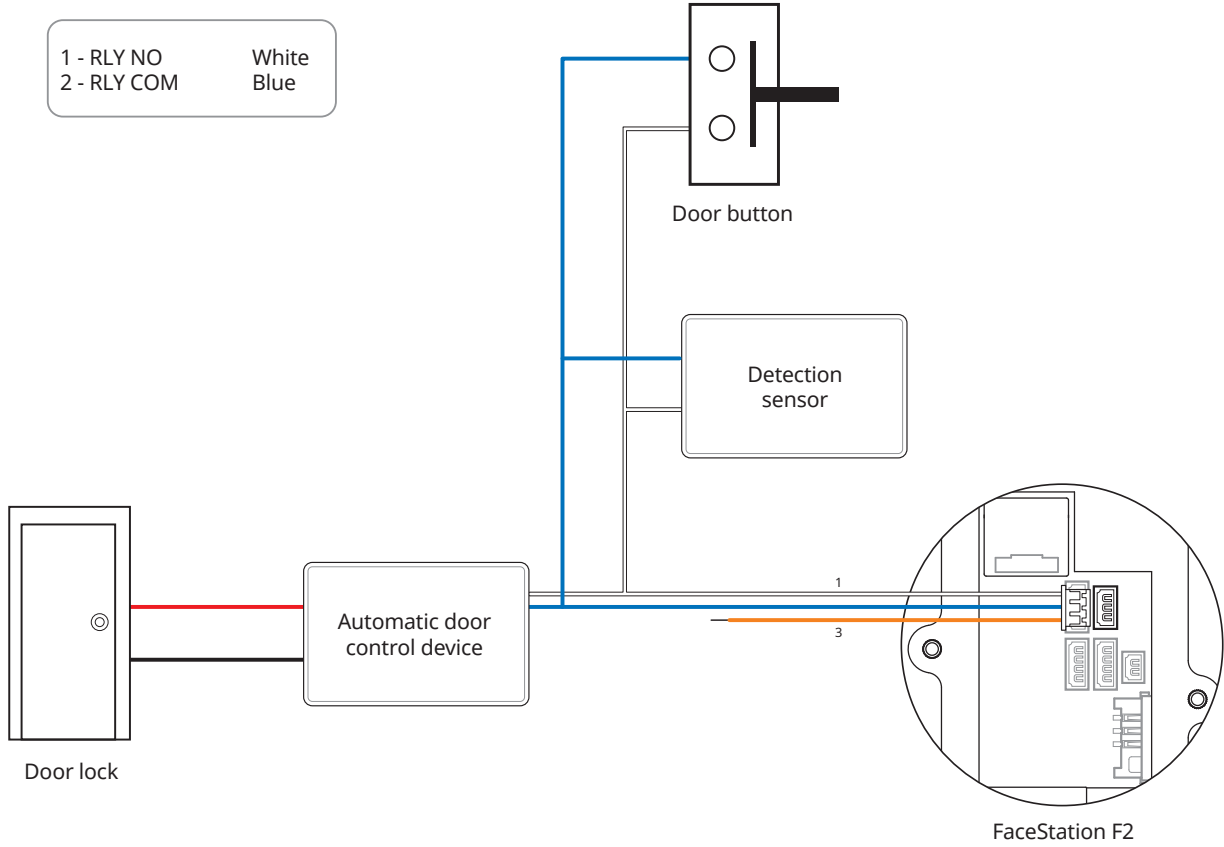 1 - RLY NO White
2 - RLY COM Blue
Door button
Detection
sensor
1
Automatic door
control device
3
Door lock
FaceStation F2